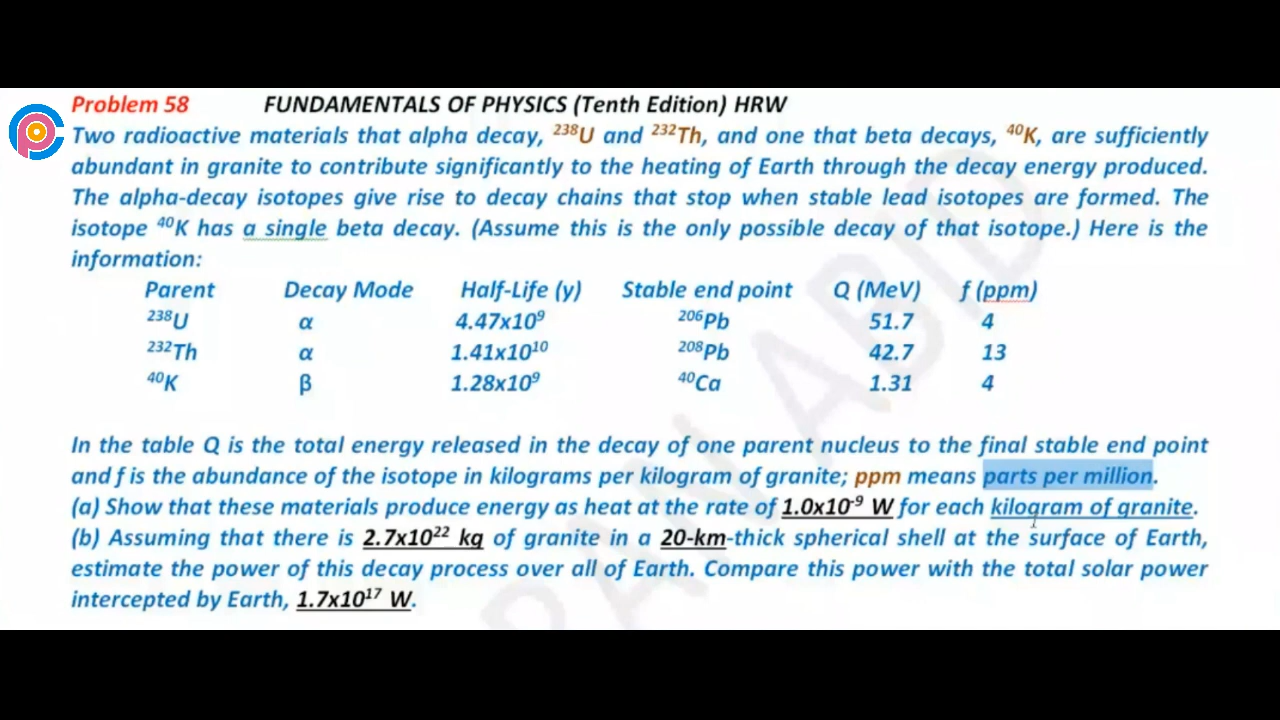 Problem 58 FUNDAMENTALS OF PHYSICS (Tenth Edition) HRW
Two radioactive materials that alpha decay, ²³⁸U and ²³²Th, and one that beta decays, ⁴⁰K, are sufficiently
abundant in granite to contribute significantly to the heating of Earth through the decay energy produced.
The alpha-decay isotopes give rise to decay chains that stop when stable lead isotopes are formed. The
isotope ⁴⁰K has a single beta decay. (Assume this is the only possible decay of that isotope.) Here is the
information:
Parent Decay Mode Half-Life (y) Stable end point Q (MeV) f (ppm)
²³⁸U α 4.47x10⁹ ²⁰⁶Pb 51.7 4
²³²Th α 1.41x10¹⁰ ²⁰⁸Pb 42.7 13
⁴⁰K β 1.28x10⁹ ⁴⁰Ca 1.31 4
In the table Q is the total energy released in the decay of one parent nucleus to the final stable end point
and f is the abundance of the isotope in kilograms per kilogram of granite; ppm means parts per million.
(a) Show that these materials produce energy as heat at the rate of 1.0x10⁻⁹ W for each kilogram of granite.
(b) Assuming that there is 2.7x10²² kg of granite in a 20-km-thick spherical shell at the surface of Earth,
estimate the power of this decay process over all of Earth. Compare this power with the total solar power
intercepted by Earth, 1.7x10¹⁷ W.